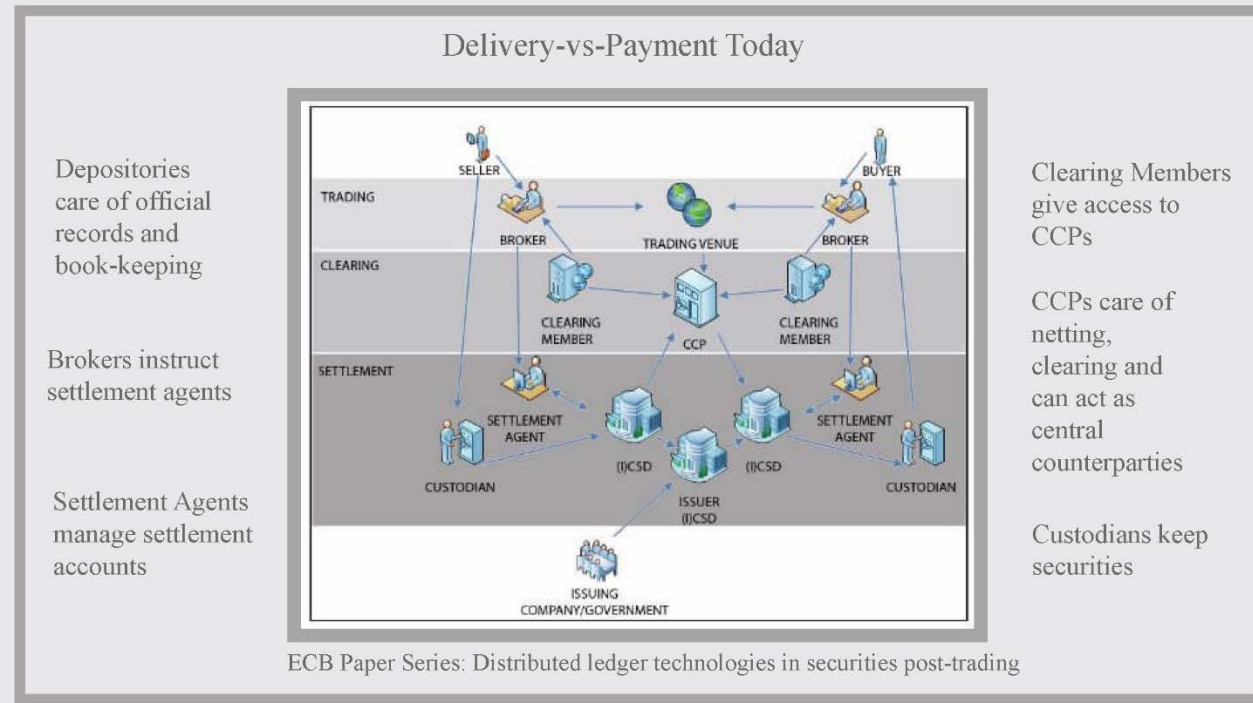 Delivery-vs-Payment Today
Depositories
care of official
records and
book-keeping
Brokers instruct
settlement agents
Settlement Agents
manage settlement
accounts
SELLER
BUYER
TRADING
BROKER
TRADING VENUE
BROKER
CLEARING
CLEARING
MEMBER
CCP
CLEARING
MEMBER
SETTLEMENT
SETTLEMENT
AGENT
SETTLEMENT
AGENT
(I)CSD
(I)CSD
CUSTODIAN
CUSTODIAN
ISSUER
(I)CSD
ISSUING
COMPANY/GOVERNMENT
Clearing Members
give access to
CCPs
CCPs care of
netting,
clearing and
can act as
central
counterparties
Custodians keep
securities
ECB Paper Series: Distributed ledger technologies in securities post-trading